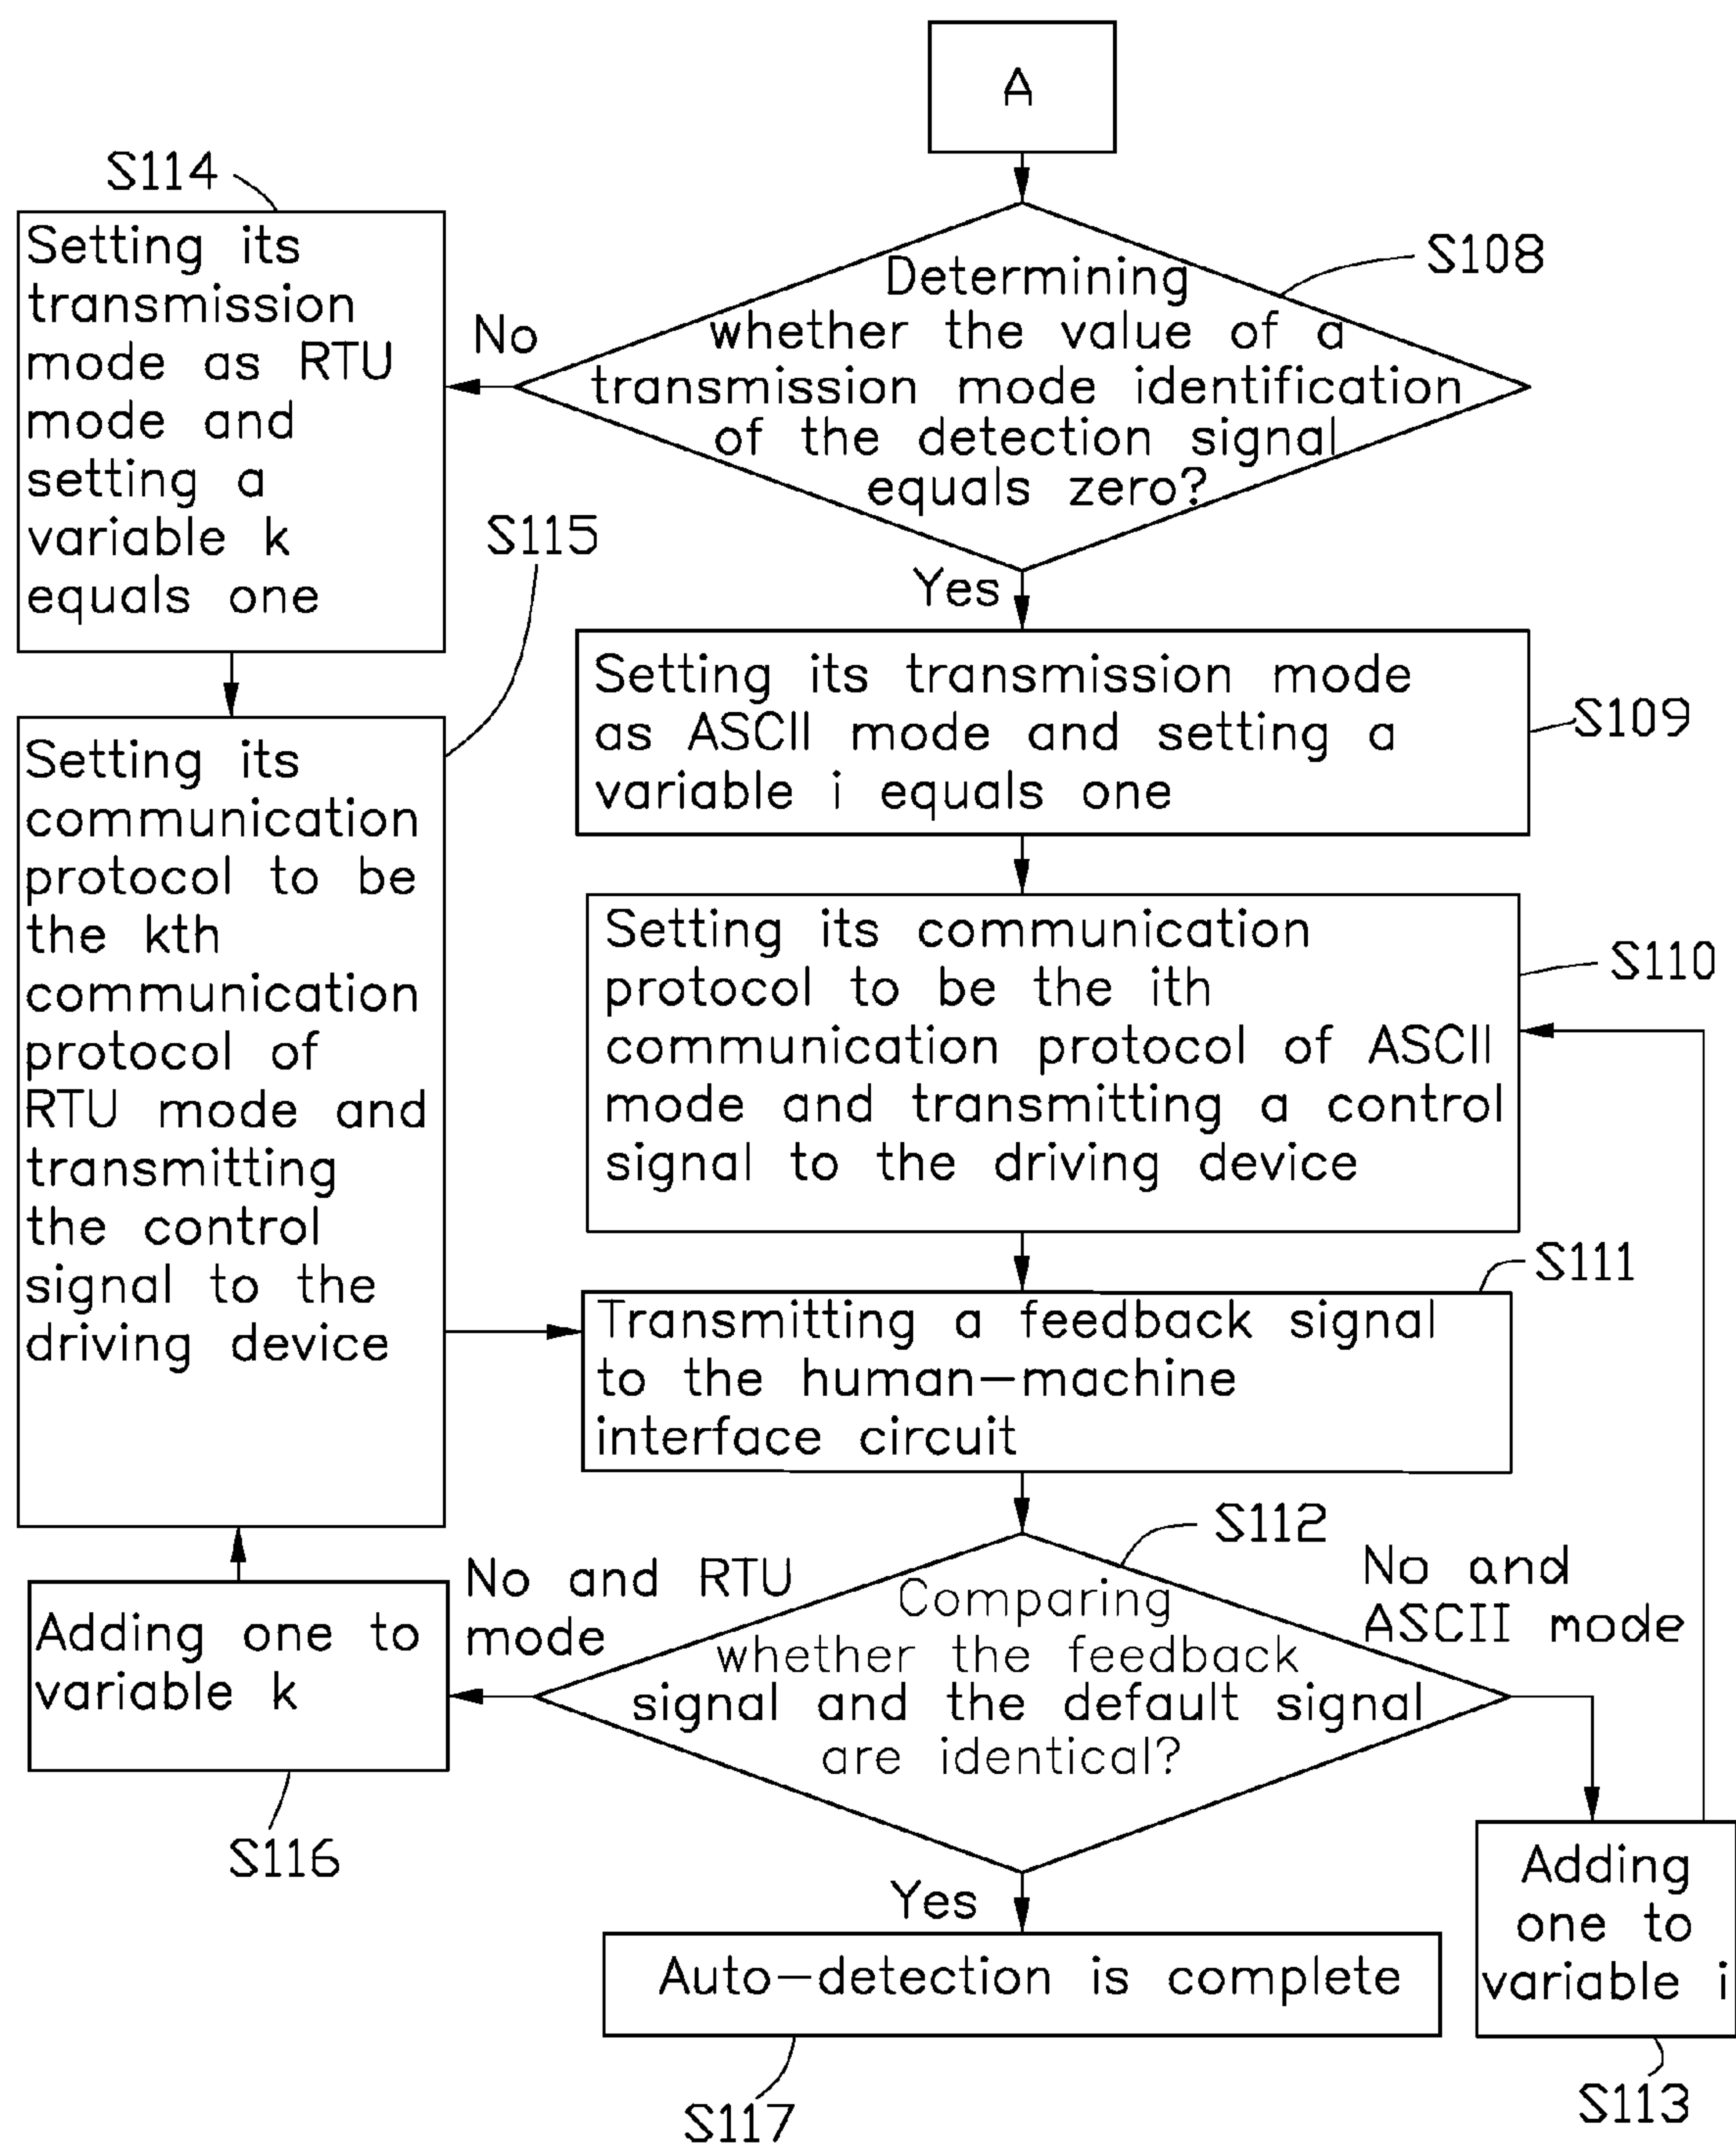 A
S108
Determining
whether the value of a
transmission mode identification
of the detection signal
equals zero?
No
Yes
S114
Setting its
transmission
mode as RTU
mode and
setting a
variable k
equals one
S109
Setting its transmission mode
as ASCII mode and setting a
variable i equals one
S115
Setting its
communication
protocol to be
the kth
communication
protocol of
RTU mode and
transmitting
the control
signal to the
driving device
S110
Setting its communication
protocol to be the ith
communication protocol of ASCII
mode and transmitting a control
signal to the driving device
S111
Transmitting a feedback signal
to the human-machine
interface circuit
S112
Comparing
whether the feedback
signal and the default signal
are identical?
No and RTU
mode
No and
ASCII mode
Yes
Adding one to
variable k
S116
Adding
one to
variable i
S113
Auto-detection is complete
S117